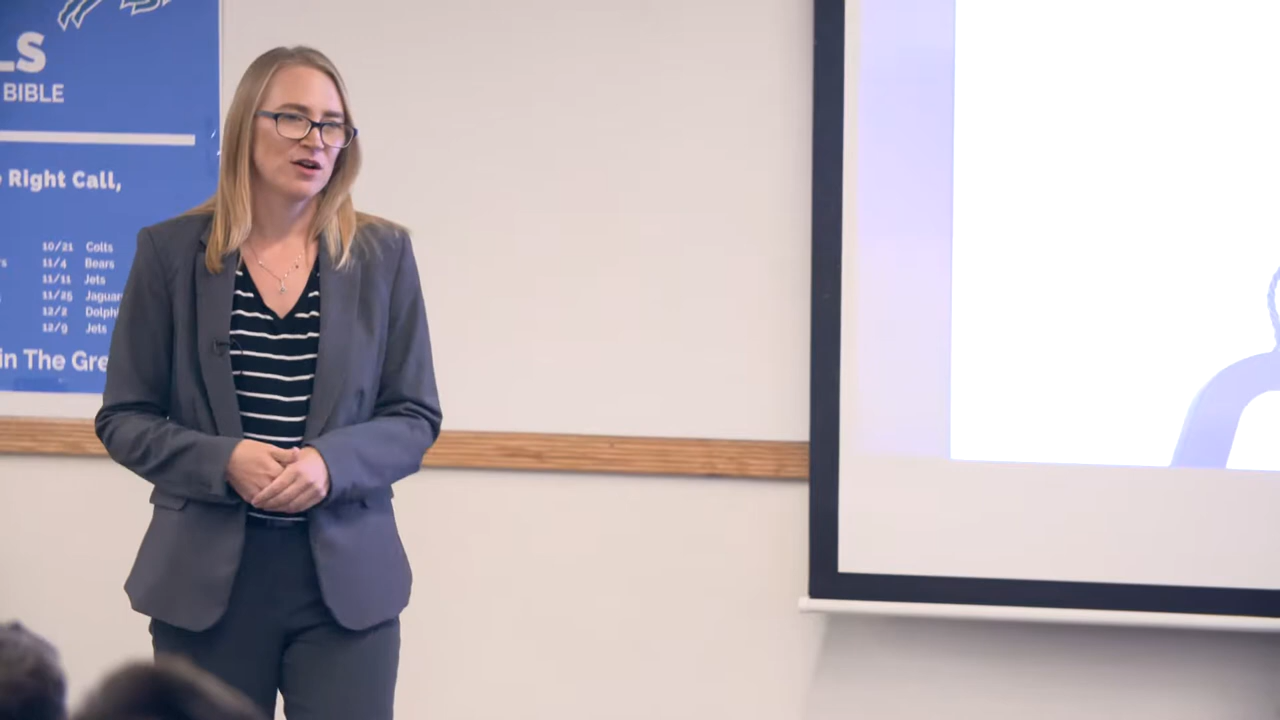 LS
BIBLE
Right Call,
10/21 Colts
11/4 Bears
11/11 Jets
11/25 Jaguar
12/2 Dolph
12/9 Jets
in The Gre